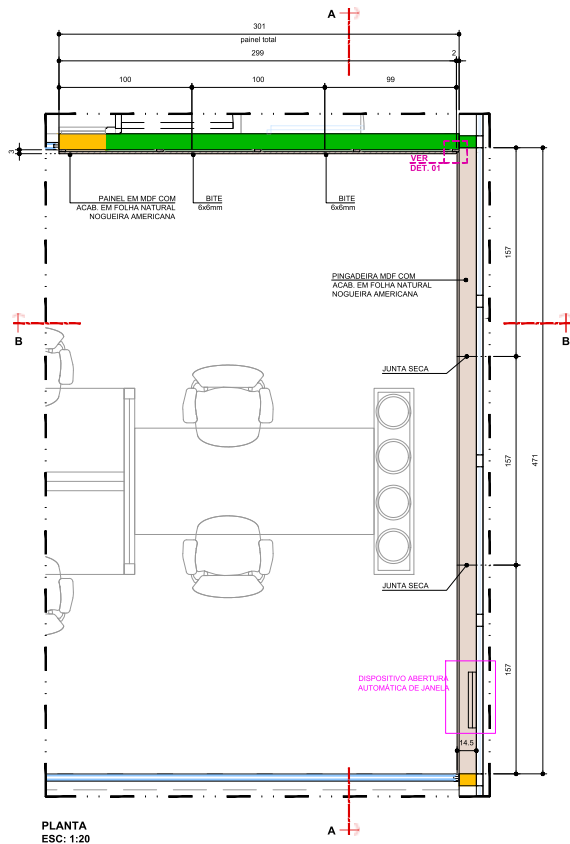 A
301
painel total
299
2
100
100
99
3
VER
DET. 01
PAINEL EM MDF COM
ACAB. EM FOLHA NATURAL
NOGUEIRA AMERICANA
BITE
6x6mm
BITE
6x6mm
157
PINGADEIRA MDF COM
ACAB. EM FOLHA NATURAL
NOGUEIRA AMERICANA
B
B
JUNTA SECA
157
471
JUNTA SECA
157
DISPOSITIVO ABERTURA
AUTOMÁTICA DE JANELA
14.5
A
PLANTA
ESC: 1:20